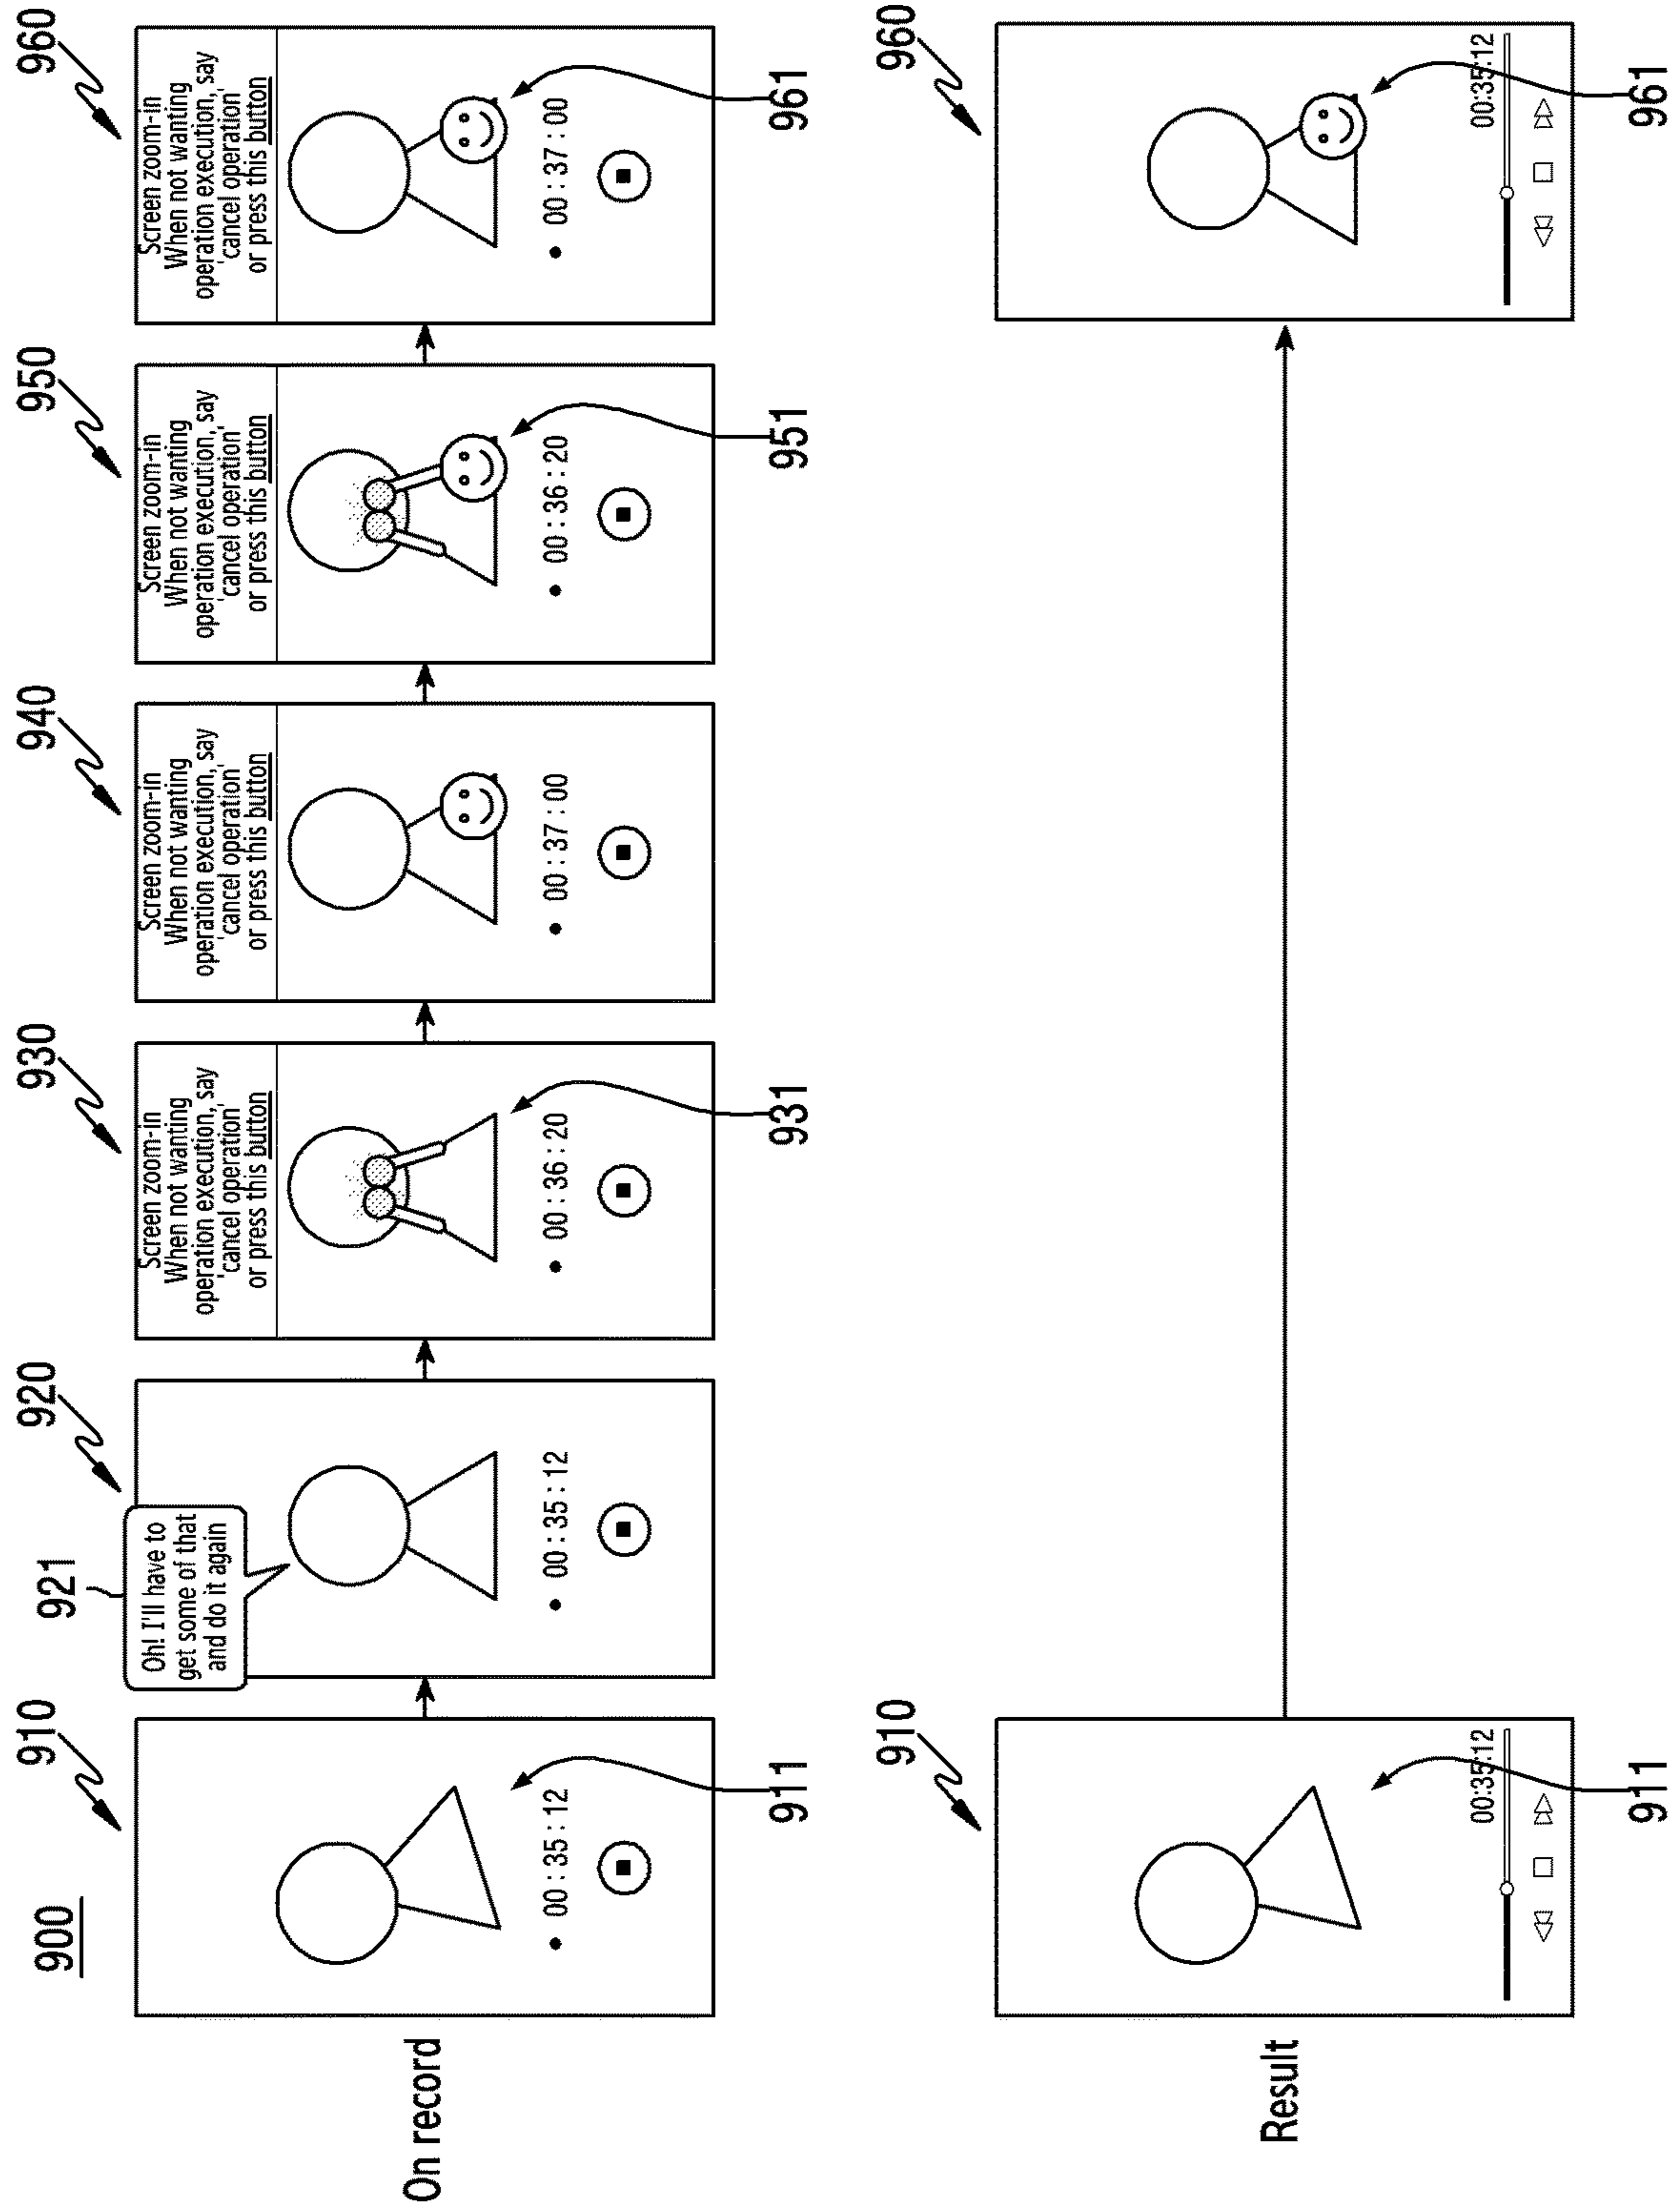 900
On record
910
00:35:12
911
920
921
Oh! I'll have to
get some of that
and do it again
00:35:12
930
Screen zoom-in
When not wanting
operation execution, say
'cancel operation'
or press this button
00:36:20
931
940
Screen zoom-in
When not wanting
operation execution, say
'cancel operation'
or press this button
00:37:00
950
Screen zoom-in
When not wanting
operation execution, say
'cancel operation'
or press this button
00:36:20
951
960
Screen zoom-in
When not wanting
operation execution, say
'cancel operation'
or press this button
00:37:00
961
Result
910
00:35:12
911
960
00:35:12
961